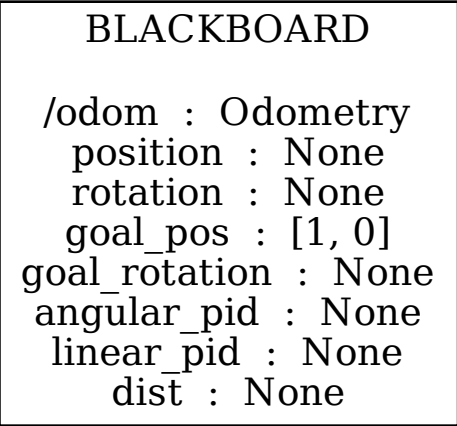 BLACKBOARD
/odom : Odometry
position : None
rotation : None
goal_pos : [1, 0]
goal_rotation : None
angular_pid : None
linear_pid : None
dist : None